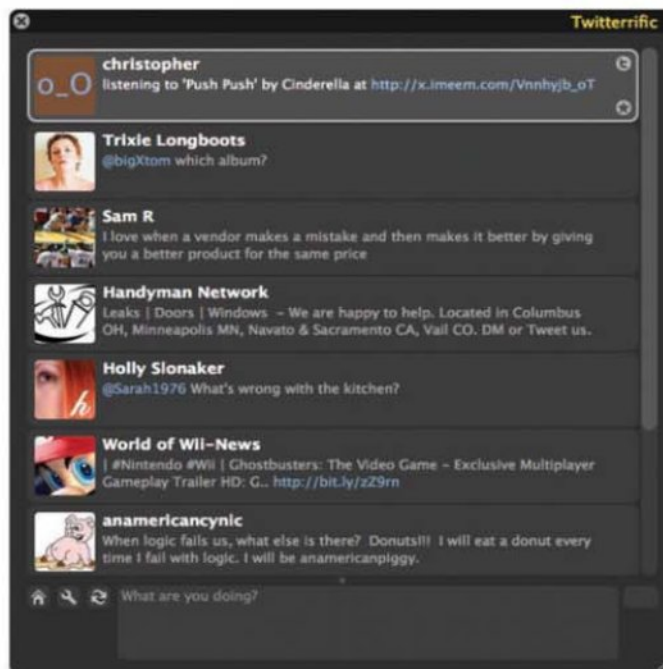 Twitterrific
o_O
christopher
listening to 'Push Push' by Cinderella at http://x.imeem.com/Vnnhyjb_oT
Trixie Longboots
@bigXtom which album?
Sam R
I love when a vendor makes a mistake and then makes it better by giving
you a better product for the same price
Handyman Network
Leaks | Doors | Windows – We are happy to help. Located in Columbus
OH, Minneapolis MN, Navato & Sacramento CA, Vail CO. DM or Tweet us.
Holly Slonaker
@Sarah1976 What's wrong with the kitchen?
h
World of Wii-News
| #Nintendo #Wii | Ghostbusters: The Video Game – Exclusive Multiplayer
Gameplay Trailer HD: G.. http://bit.ly/zZ9rn
anamericancynic
When logic fails us, what else is there? Donuts!!! I will eat a donut every
time I fail with logic. I will be anamericanpiggy.
What are you doing?